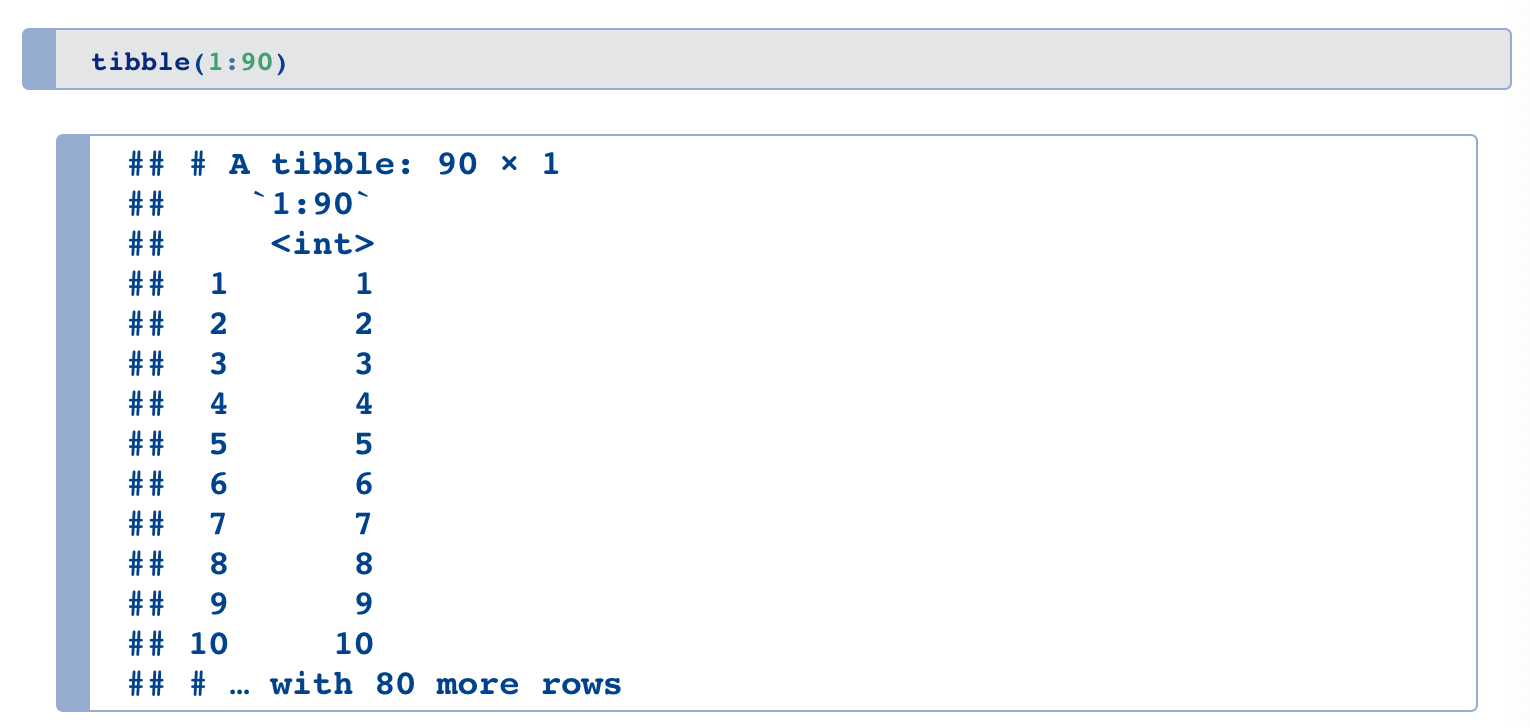 tibble(1:90)
## # A tibble: 90 × 1
##    `1:90`
##     <int>
##  1      1
##  2      2
##  3      3
##  4      4
##  5      5
##  6      6
##  7      7
##  8      8
##  9      9
## 10     10
## # … with 80 more rows